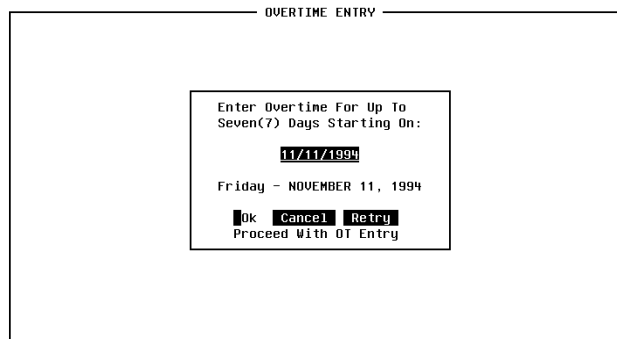 OVERTIME ENTRY
Enter Overtime For Up To
Seven(7) Days Starting On:
11/11/1994
Friday - NOVEMBER 11, 1994
Ok Cancel Retry
Proceed With OT Entry